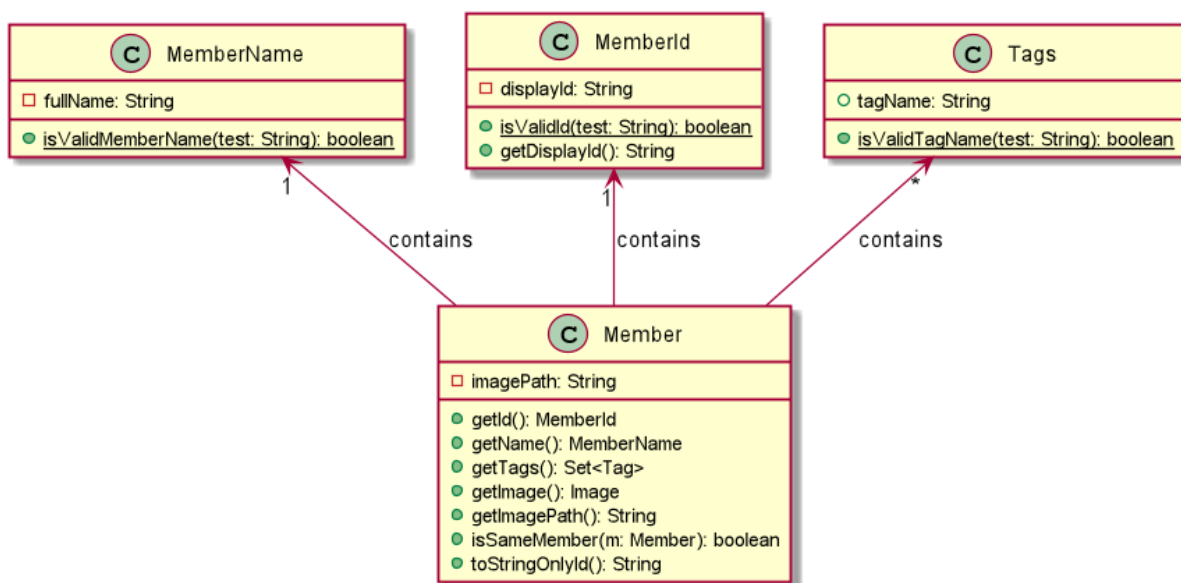 C MemberName
fullName: String
isValidMemberName(test: String): boolean
C MemberId
displayId: String
isValidId(test: String): boolean
getDisplayId(): String
C Tags
tagName: String
isValidTagName(test: String): boolean
1
1
*
contains
contains
contains
C Member
imagePath: String
getId(): MemberId
getName(): MemberName
getTags(): Set<Tag>
getImage(): Image
getImagePath(): String
isSameMember(m: Member): boolean
toStringOnlyId(): String